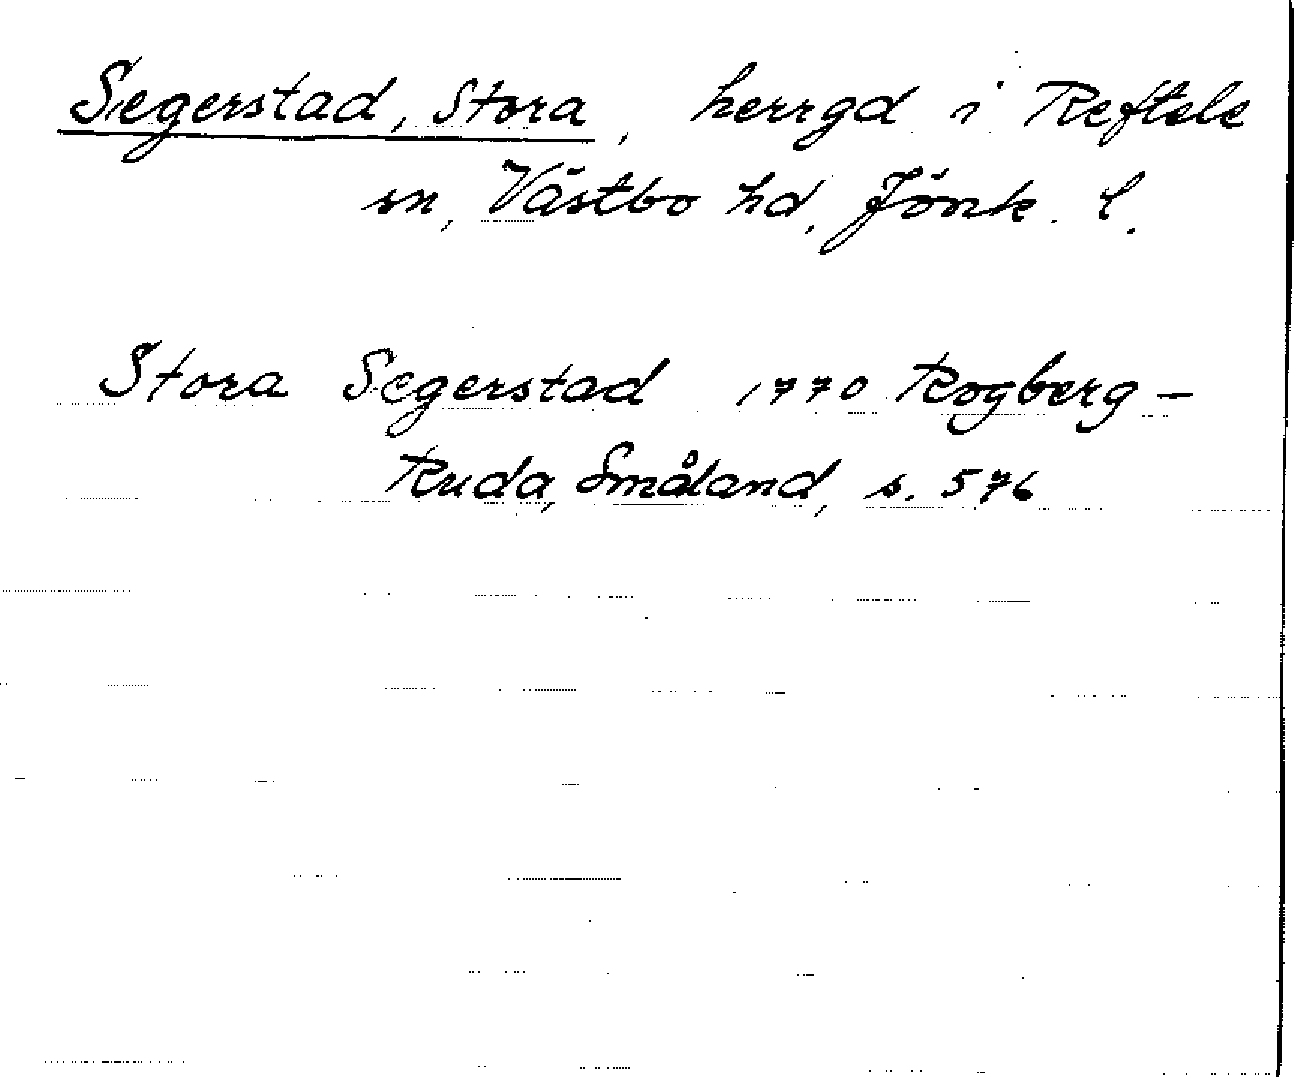 Segerstad, Stora, herrgd i Reftele
sn, Västbo hd, Jönk. l.
Stora Segerstad 1770 Rogberg-
Ruda, Småland, s. 576